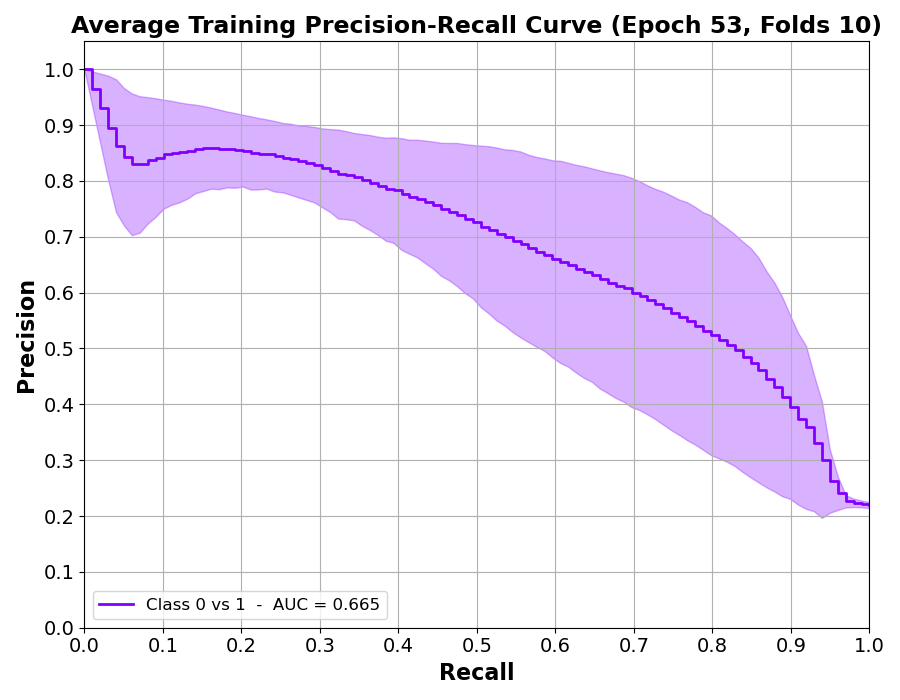 Average Training Precision-Recall Curve (Epoch 53, Folds 10)
Precision
1.0
0.9
0.8
0.7
0.6
0.5
0.4
0.3
0.2
0.1
0.0
Class 0 vs 1  -  AUC = 0.665
0.0 0.1 0.2 0.3 0.4 0.5 0.6 0.7 0.8 0.9 1.0
Recall